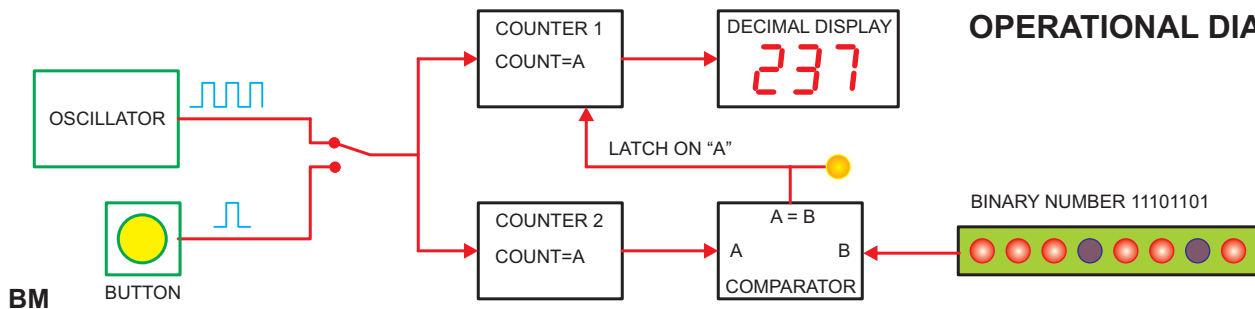 OPERATIONAL DIA
COUNTER 1
COUNT=A
DECIMAL DISPLAY
237
OSCILLATOR
LATCH ON “A”
BINARY NUMBER 11101101
COUNTER 2
COUNT=A
A = B
A B
COMPARATOR
BUTTON
BM